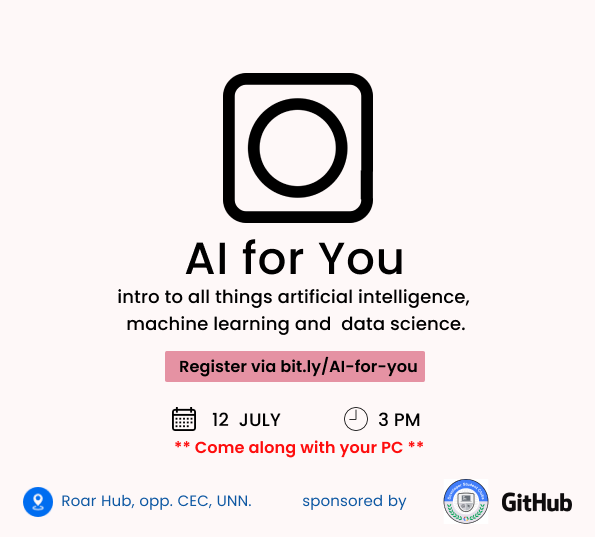 AI for You
intro to all things artificial intelligence,
machine learning and data science.
Register via bit.ly/AI-for-you
12 JULY
3 PM
** Come along with your PC **
Roar Hub, opp. CEC, UNN.
sponsored by
GitHub